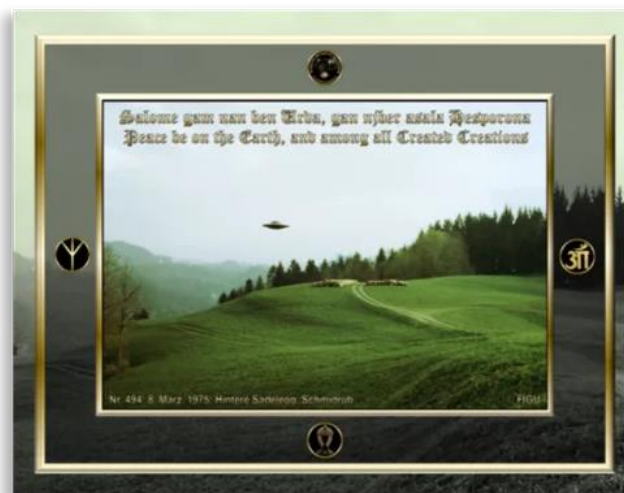 Salome gam nan ben Urda, gan njber asala Hesporona
Peace be on the Earth, and among all Created Creations
ॐ
Nr. 494: 8. März, 1975: Hintere Sädelegg, Schmidrüti
FIGU